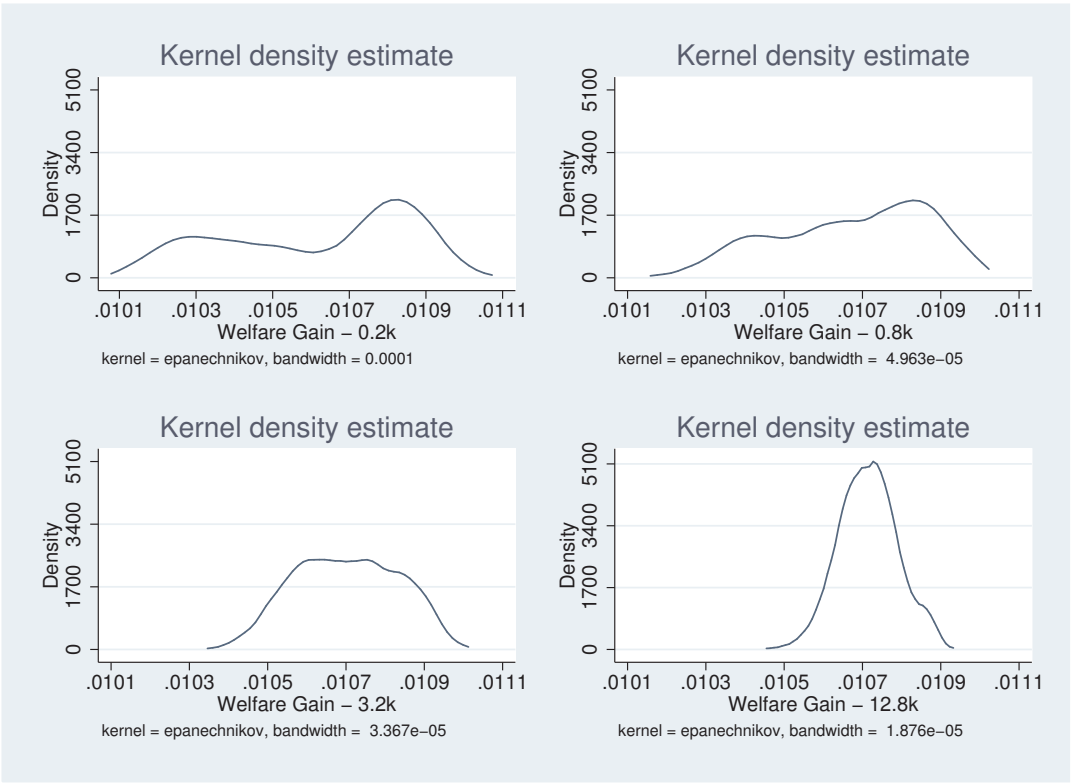 Kernel density estimate
Density
5100
3400
1700
0
.0101 .0103 .0105 .0107 .0109 .0111
Welfare Gain − 0.2k
kernel = epanechnikov, bandwidth = 0.0001
Kernel density estimate
Density
5100
3400
1700
0
.0101 .0103 .0105 .0107 .0109 .0111
Welfare Gain − 0.8k
kernel = epanechnikov, bandwidth = 4.963e−05
Kernel density estimate
Density
5100
3400
1700
0
.0101 .0103 .0105 .0107 .0109 .0111
Welfare Gain − 3.2k
kernel = epanechnikov, bandwidth = 3.367e−05
Kernel density estimate
Density
5100
3400
1700
0
.0101 .0103 .0105 .0107 .0109 .0111
Welfare Gain − 12.8k
kernel = epanechnikov, bandwidth = 1.876e−05